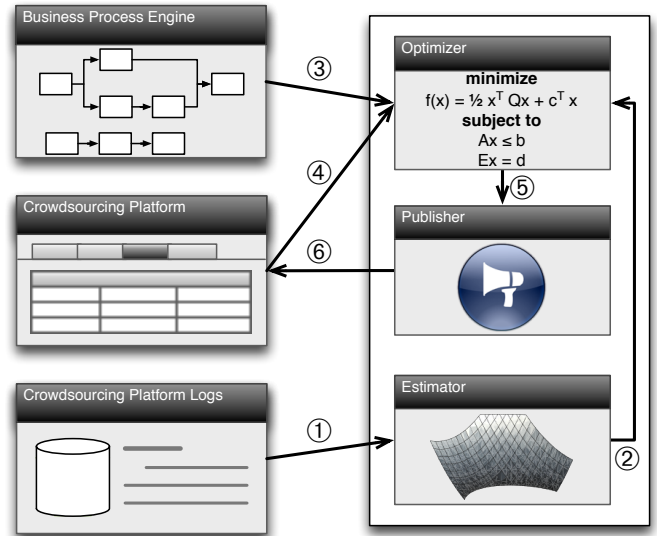 Business Process Engine
Optimizer
minimize
f(x) = ½ xᵀ Qx + cᵀ x
subject to
Ax ≤ b
Ex = d
③
④
⑤
Crowdsourcing Platform
Publisher
⑥
Crowdsourcing Platform Logs
Estimator
①
②